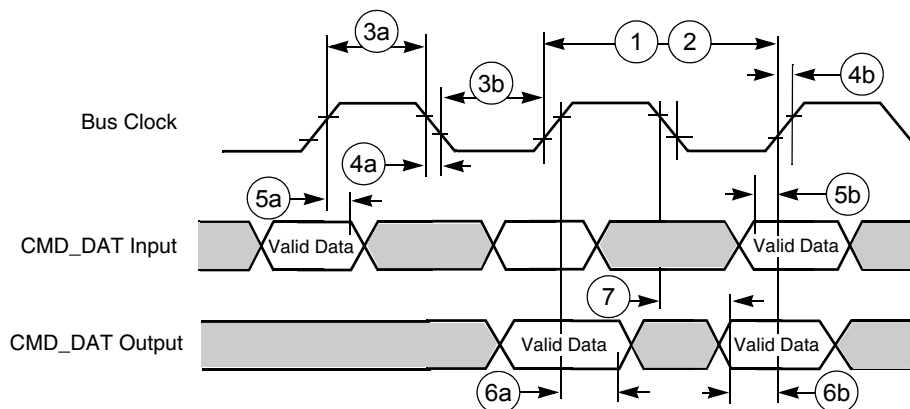 3a
1
2
3b
4b
Bus Clock
4a
5a
5b
CMD_DAT Input
Valid Data
Valid Data
7
CMD_DAT Output
Valid Data
Valid Data
6a
6b